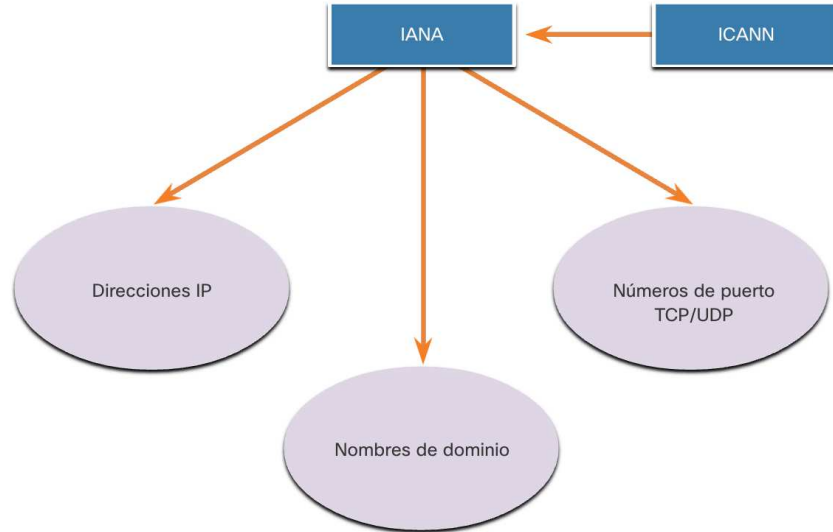 IANA
ICANN
Direcciones IP
Números de puerto
TCP/UDP
Nombres de dominio